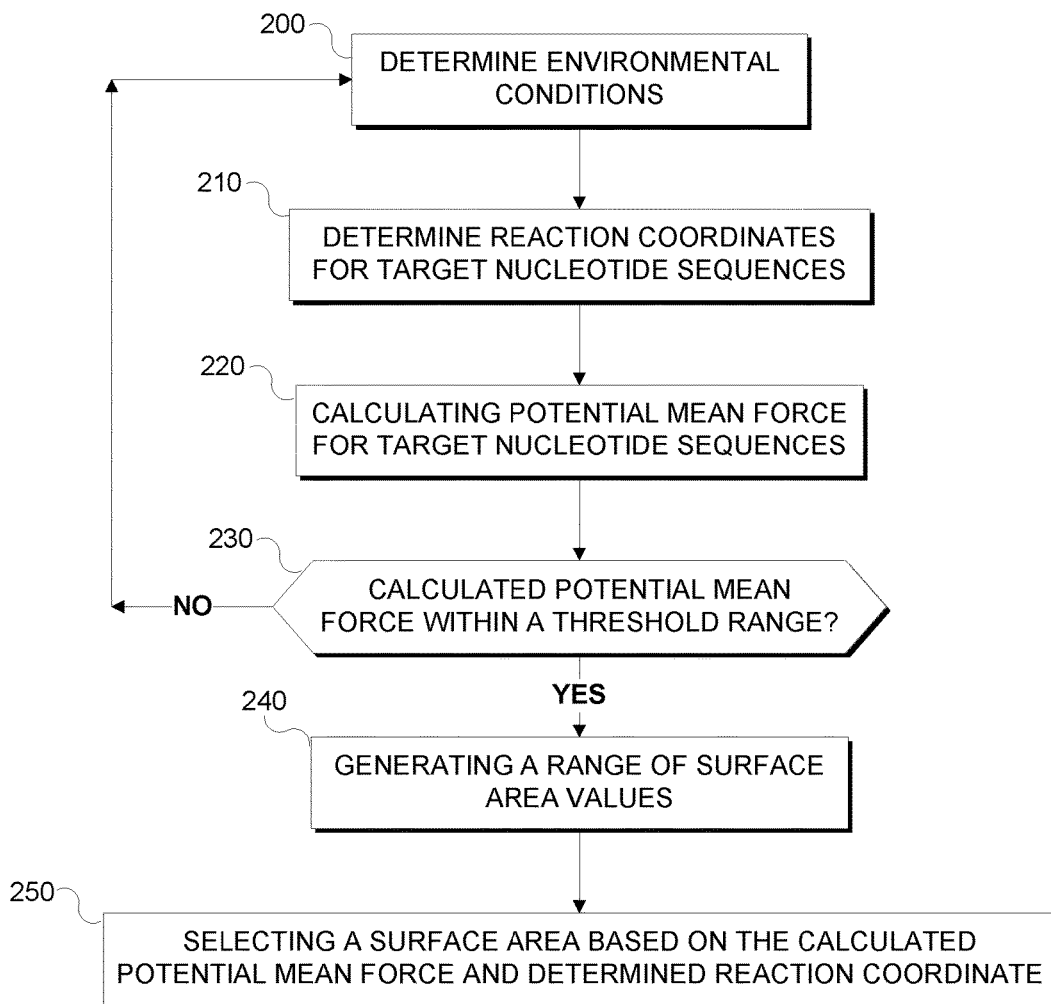 200
DETERMINE ENVIRONMENTAL
CONDITIONS
210
DETERMINE REACTION COORDINATES
FOR TARGET NUCLEOTIDE SEQUENCES
220
CALCULATING POTENTIAL MEAN FORCE
FOR TARGET NUCLEOTIDE SEQUENCES
230
CALCULATED POTENTIAL MEAN
FORCE WITHIN A THRESHOLD RANGE?
NO
YES
240
GENERATING A RANGE OF SURFACE
AREA VALUES
250
SELECTING A SURFACE AREA BASED ON THE CALCULATED
POTENTIAL MEAN FORCE AND DETERMINED REACTION COORDINATE